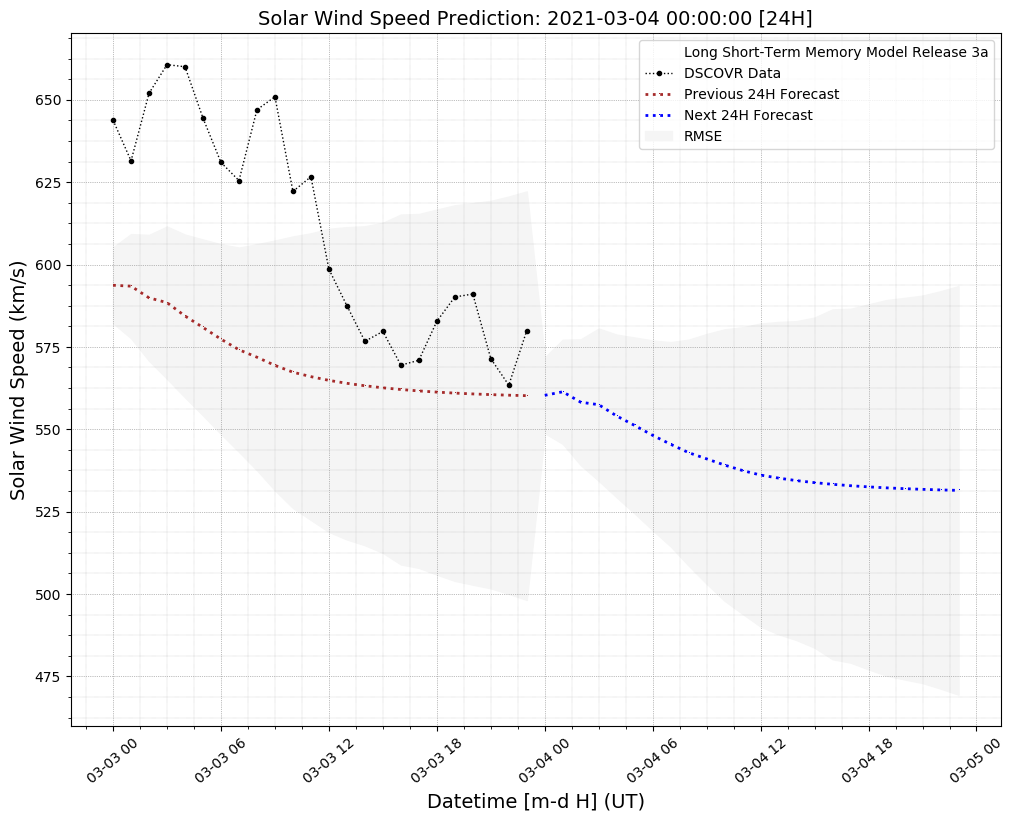 Solar Wind Speed Prediction: 2021-03-04 00:00:00 [24H]
Long Short-Term Memory Model Release 3a
DSCOVR Data
Previous 24H Forecast
Next 24H Forecast
RMSE
Solar Wind Speed (km/s)
650
625
600
575
550
525
500
475
03-03 00
03-03 06
03-03 12
03-03 18
03-04 00
03-04 06
03-04 12
03-04 18
03-05 00
Datetime [m-d H] (UT)